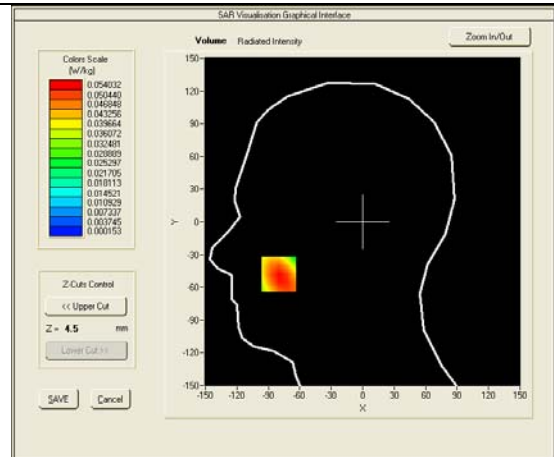 SAR Visualisation Graphical Interface
Volume Radiated Intensity
Zoom In/Out
Colors Scale
(W/kg)
0.054032
0.050440
0.046848
0.043256
0.039664
0.036072
0.032481
0.028889
0.025297
0.021705
0.018113
0.014521
0.010929
0.007337
0.003745
0.000153
Z-Cuts Control
<< Upper Cut
Z = 4.5 mm
Lower Cut >>
SAVE Cancel
150
120
90
60
30
Y 0
-30
-60
-90
-120
-150
-150 -120 -90 -60 -30 0 30 60 90 120 150
X